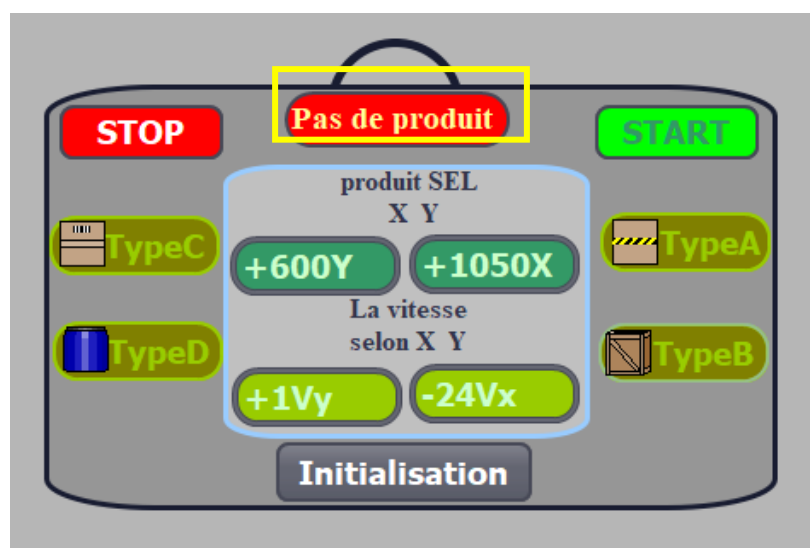 Pas de produit
STOP
START
produit SEL
X Y
TypeC
TypeA
+600Y
+1050X
La vitesse
selon X Y
TypeD
TypeB
+1Vy
-24Vx
Initialisation